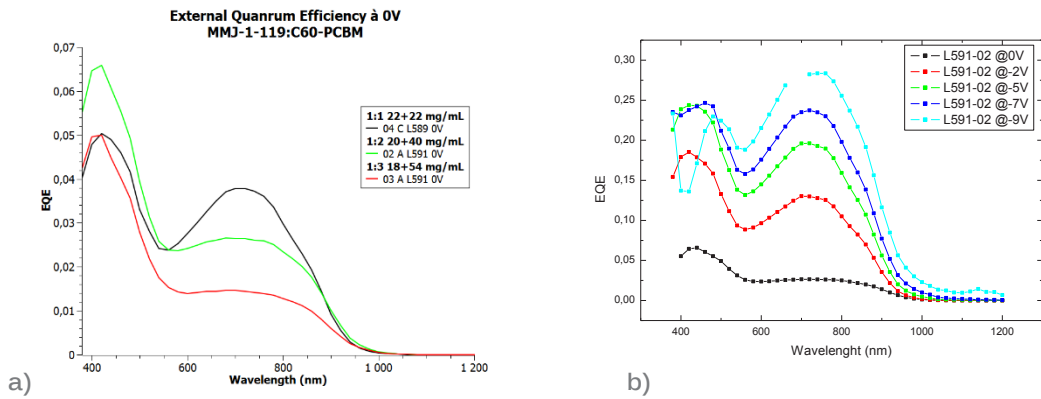 External Quanrum Efficiency à 0V
MMJ-1-119:C60-PCBM
0,07
0,06
0,05
0,04
0,03
0,02
0,01
0
EQE
400
600
800
1 000
1 200
Wavelength (nm)
1:1 22+22 mg/mL
04 C L589 0V
1:2 20+40 mg/mL
02 A L591 0V
1:3 18+54 mg/mL
03 A L591 0V
a)
0,30
0,25
0,20
0,15
0,10
0,05
0,00
EQE
400
600
800
1000
1200
Wavelenght (nm)
L591-02 @0V
L591-02 @-2V
L591-02 @-5V
L591-02 @-7V
L591-02 @-9V
b)